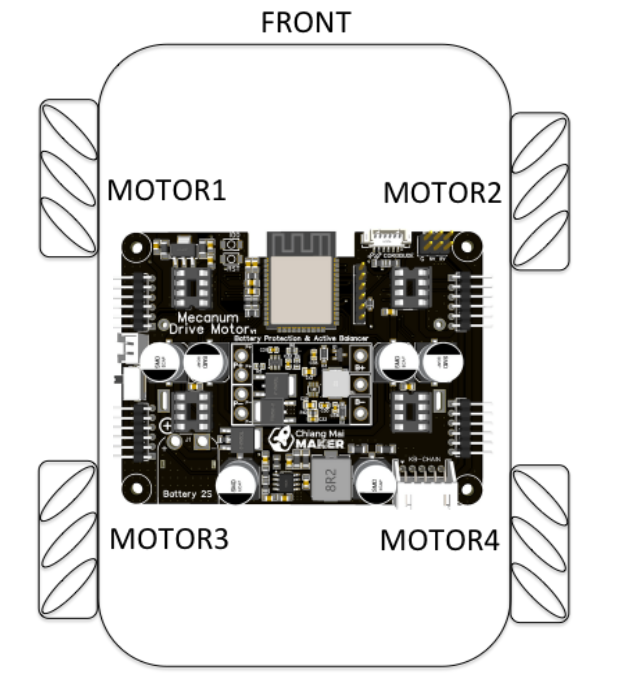 FRONT
MOTOR1
MOTOR2
Mecanum
Drive Motor
Battery Protection & Active Balancer
Chiang Mai
MAKER
J1
8R2
KB-CHAIN
Battery 2S
MOTOR3
MOTOR4